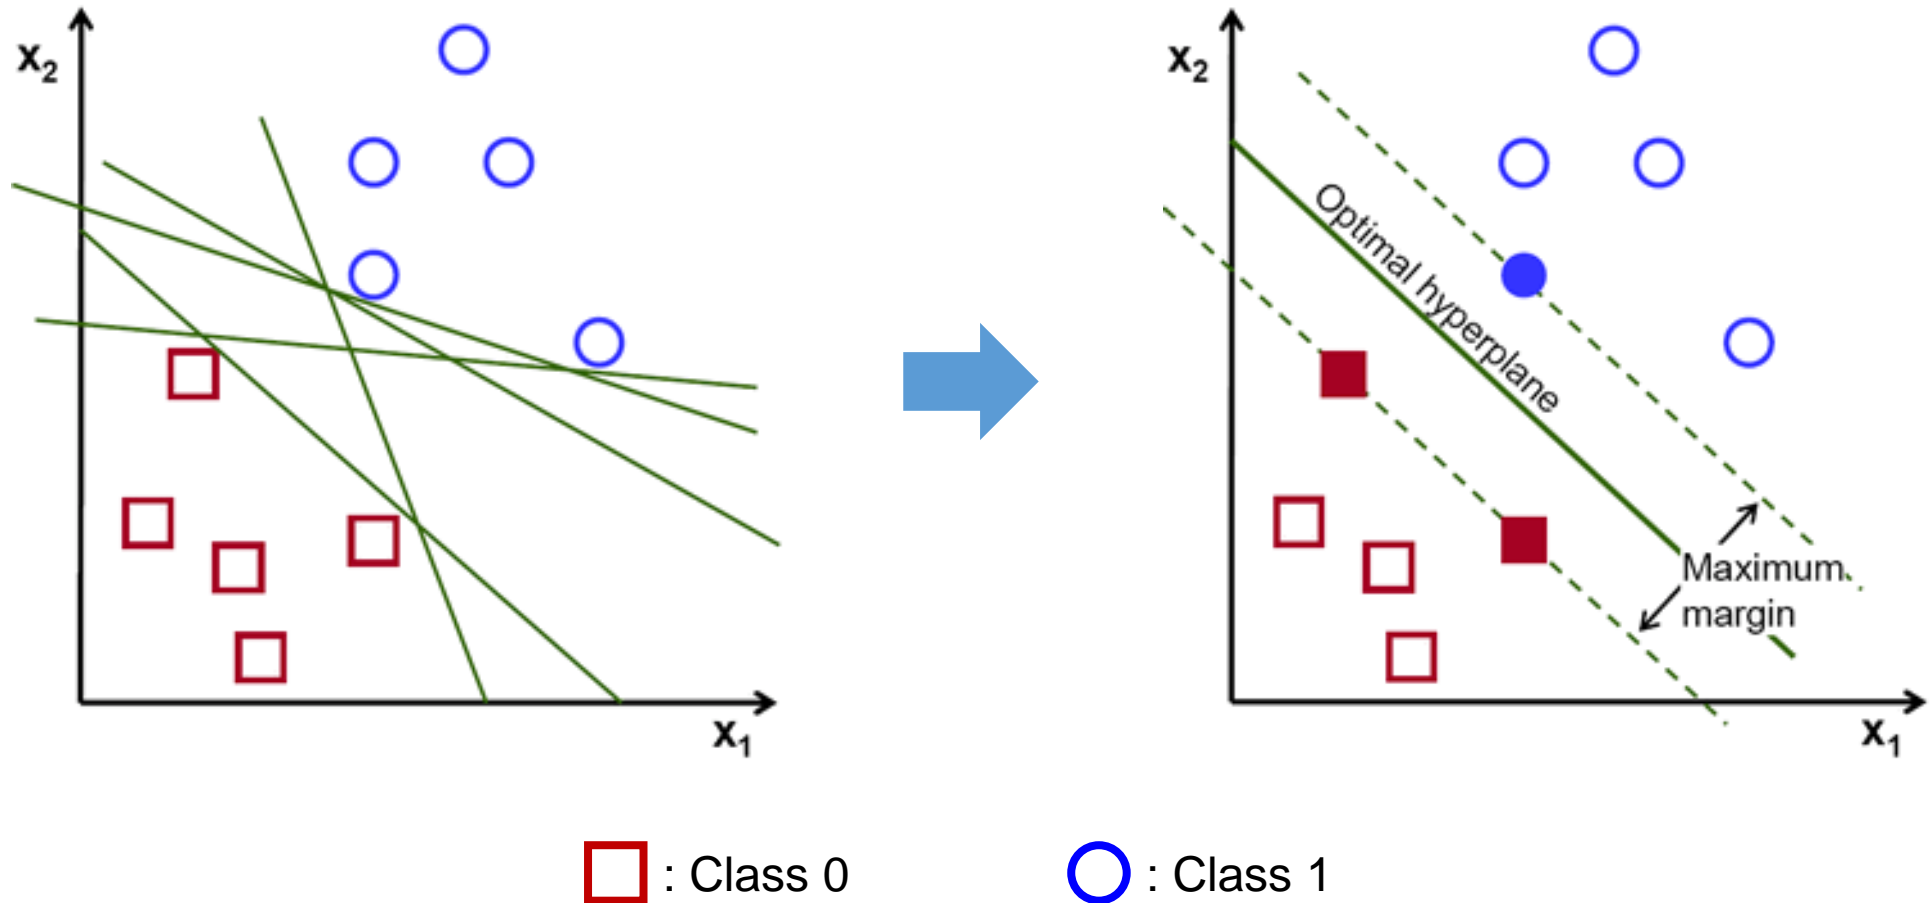 x₂
x₁
x₂
Optimal hyperplane
Maximum
margin
x₁
: Class 0
: Class 1